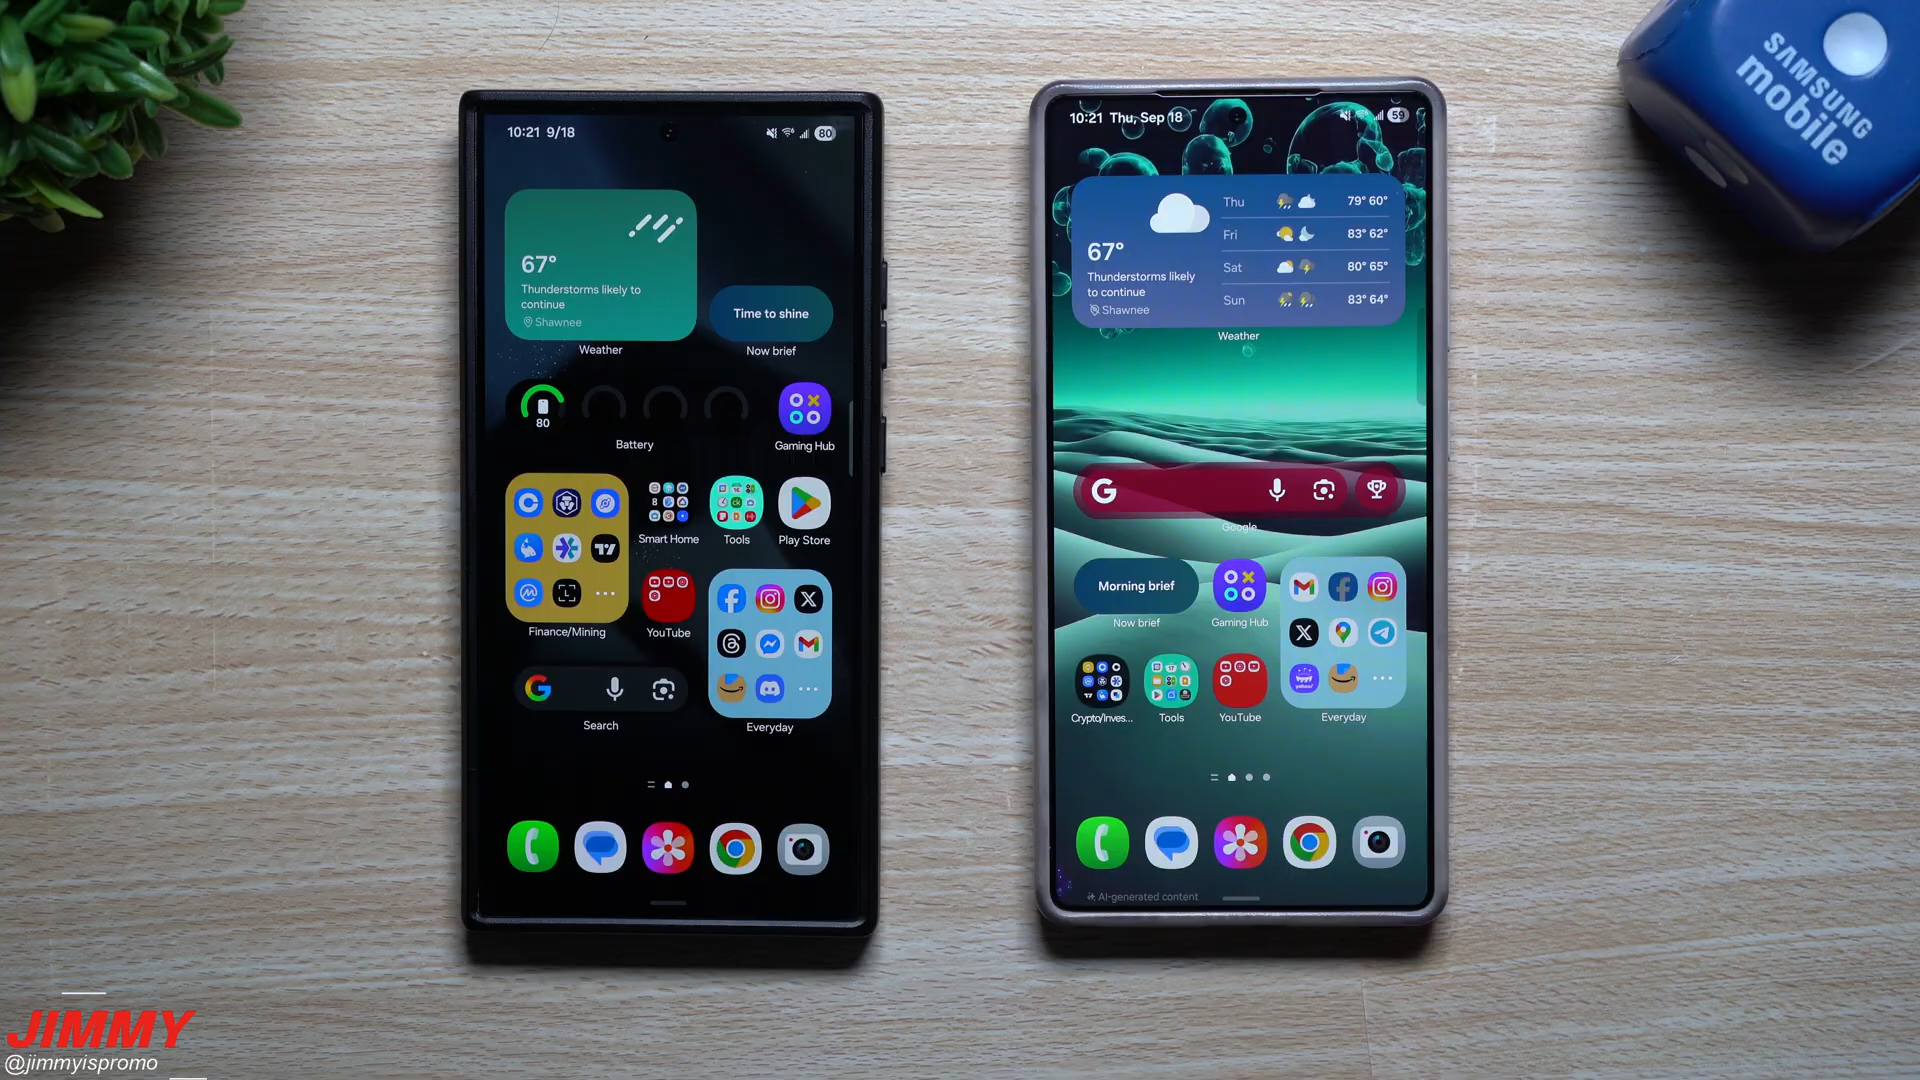 SAMSUNG
mobile
10:21 9/18
80
67°
Thunderstorms likely to
continue
Shawnee
Weather
Time to shine
Now brief
80
Battery
Gaming Hub
Smart Home
Tools
Play Store
Finance/Mining
YouTube
Search
Everyday
10:21 Thu, Sep 18
59
67°
Thunderstorms likely
to continue
Shawnee
Thu 79° 60°
Fri 83° 62°
Sat 80° 65°
Sun 83° 64°
Weather
Google
Morning brief
Now brief
Gaming Hub
Crypto/Inves...
Tools
YouTube
Everyday
AI-generated content
JIMMY
@jimmyispromo